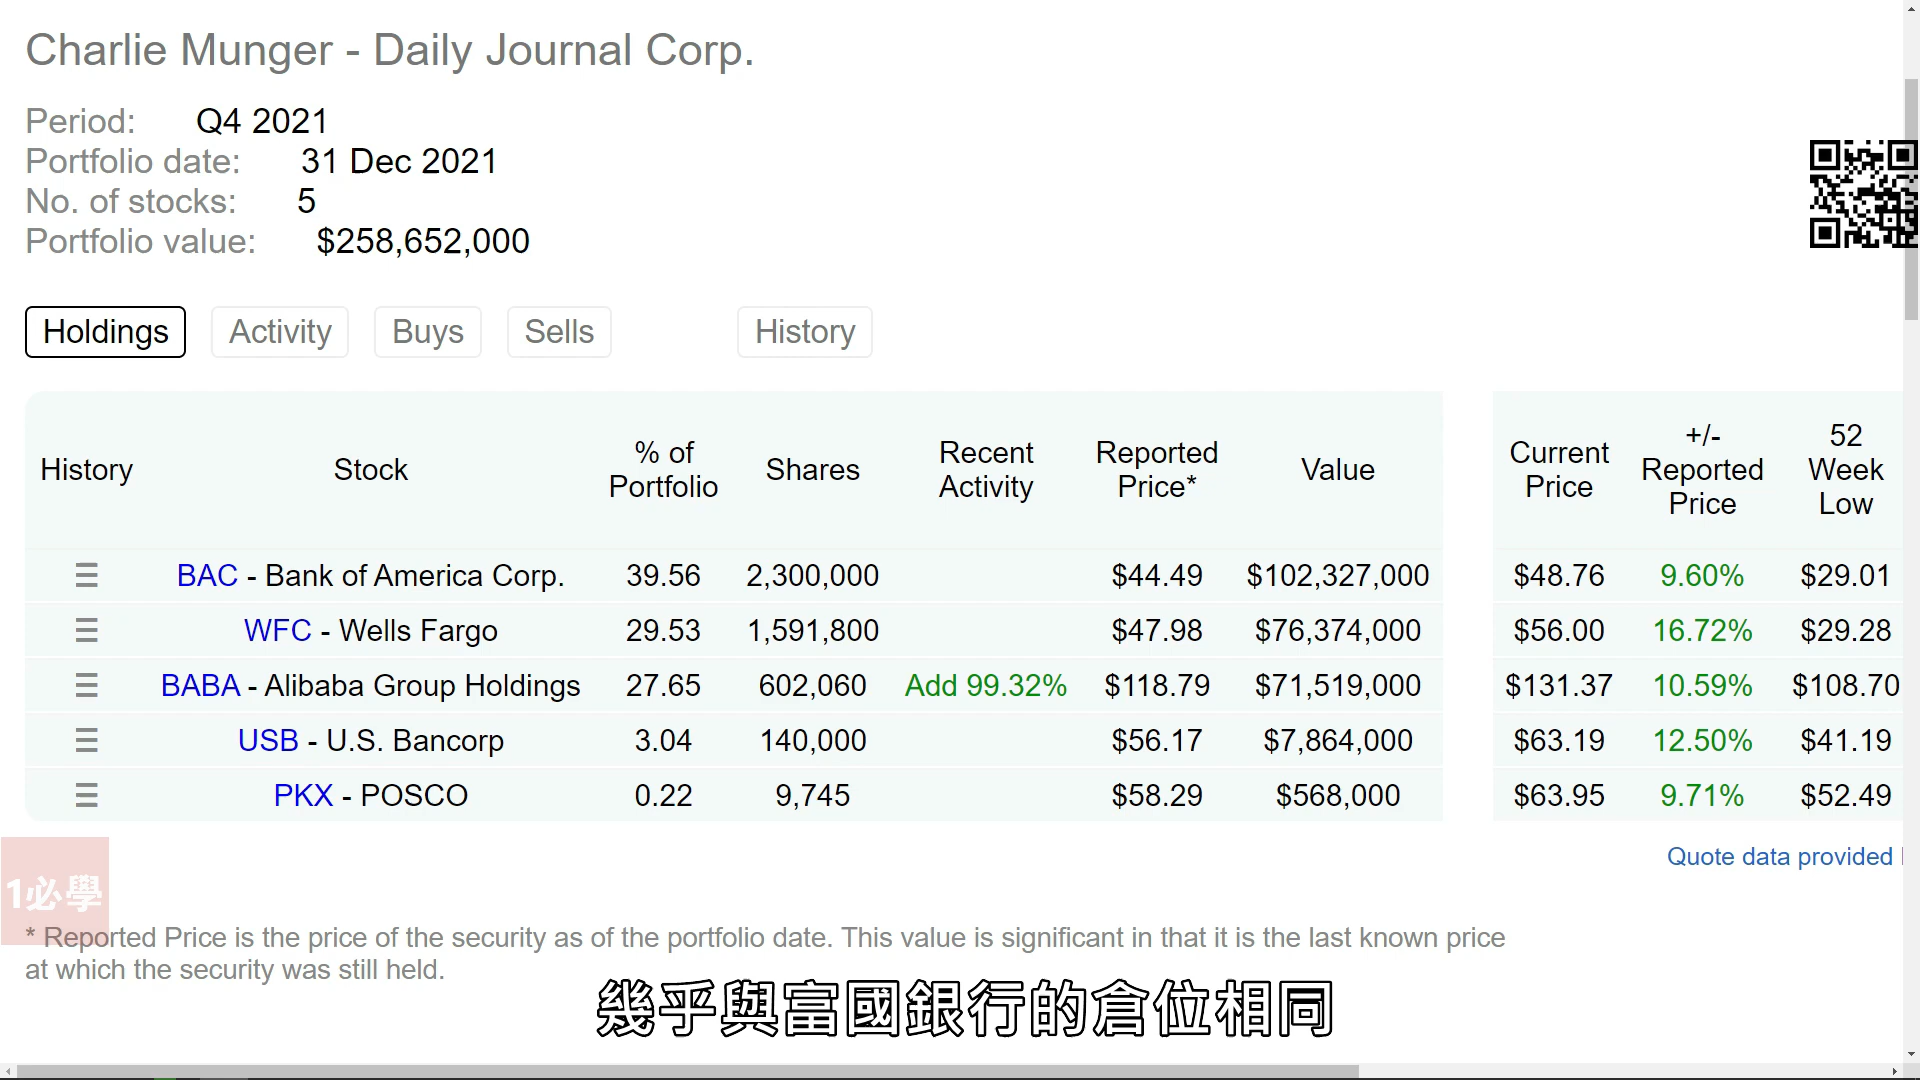 Charlie Munger - Daily Journal Corp.
Period: Q4 2021
Portfolio date: 31 Dec 2021
No. of stocks: 5
Portfolio value: $258,652,000
Holdings Activity Buys Sells History
History Stock % of Portfolio Shares Recent Activity Reported Price* Value Current Price +/- Reported Price 52 Week Low
BAC - Bank of America Corp. 39.56 2,300,000 $44.49 $102,327,000 $48.76 9.60% $29.01
WFC - Wells Fargo 29.53 1,591,800 $47.98 $76,374,000 $56.00 16.72% $29.28
BABA - Alibaba Group Holdings 27.65 602,060 Add 99.32% $118.79 $71,519,000 $131.37 10.59% $108.70
USB - U.S. Bancorp 3.04 140,000 $56.17 $7,864,000 $63.19 12.50% $41.19
PKX - POSCO 0.22 9,745 $58.29 $568,000 $63.95 9.71% $52.49
Quote data provided
1必學
* Reported Price is the price of the security as of the portfolio date. This value is significant in that it is the last known price
at which the security was still held.
幾乎與富國銀行的倉位相同